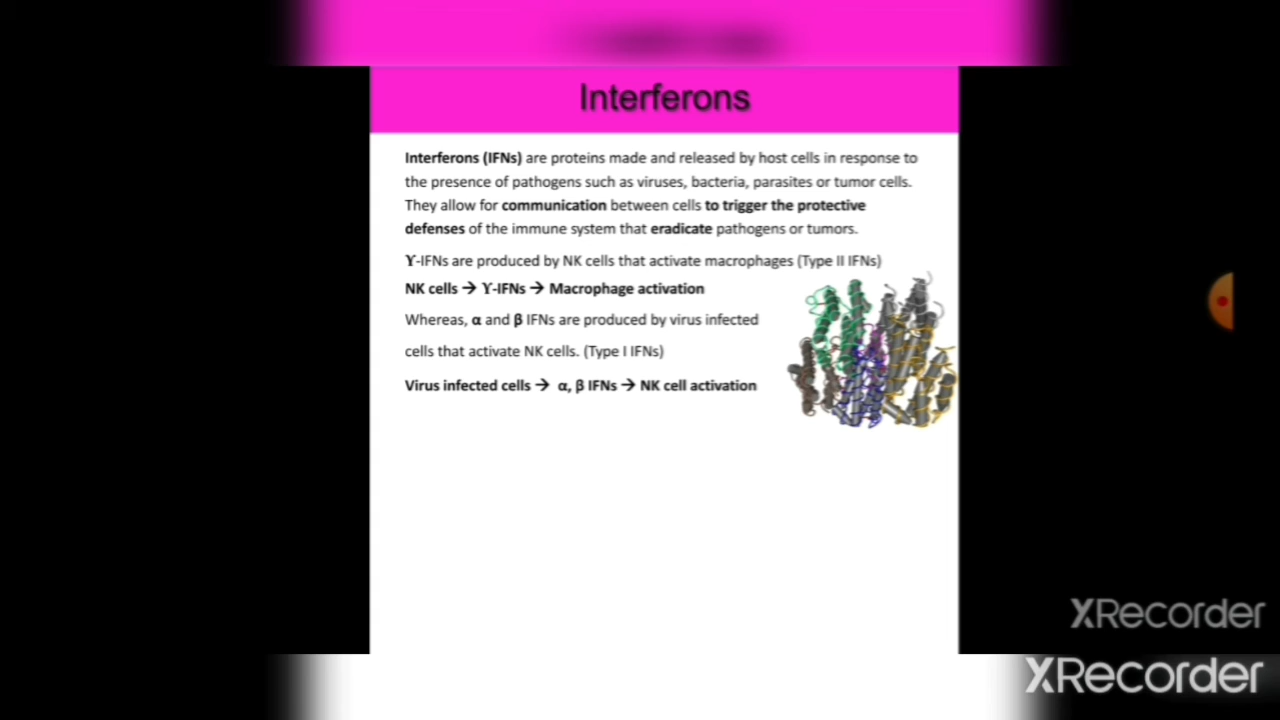 Interferons
Interferons (IFNs) are proteins made and released by host cells in response to
the presence of pathogens such as viruses, bacteria, parasites or tumor cells.
They allow for communication between cells to trigger the protective
defenses of the immune system that eradicate pathogens or tumors.
ϒ-IFNs are produced by NK cells that activate macrophages (Type II IFNs)
NK cells → ϒ-IFNs → Macrophage activation
Whereas, α and β IFNs are produced by virus infected
cells that activate NK cells. (Type I IFNs)
Virus infected cells → α, β IFNs → NK cell activation
XRecorder
XRecorder